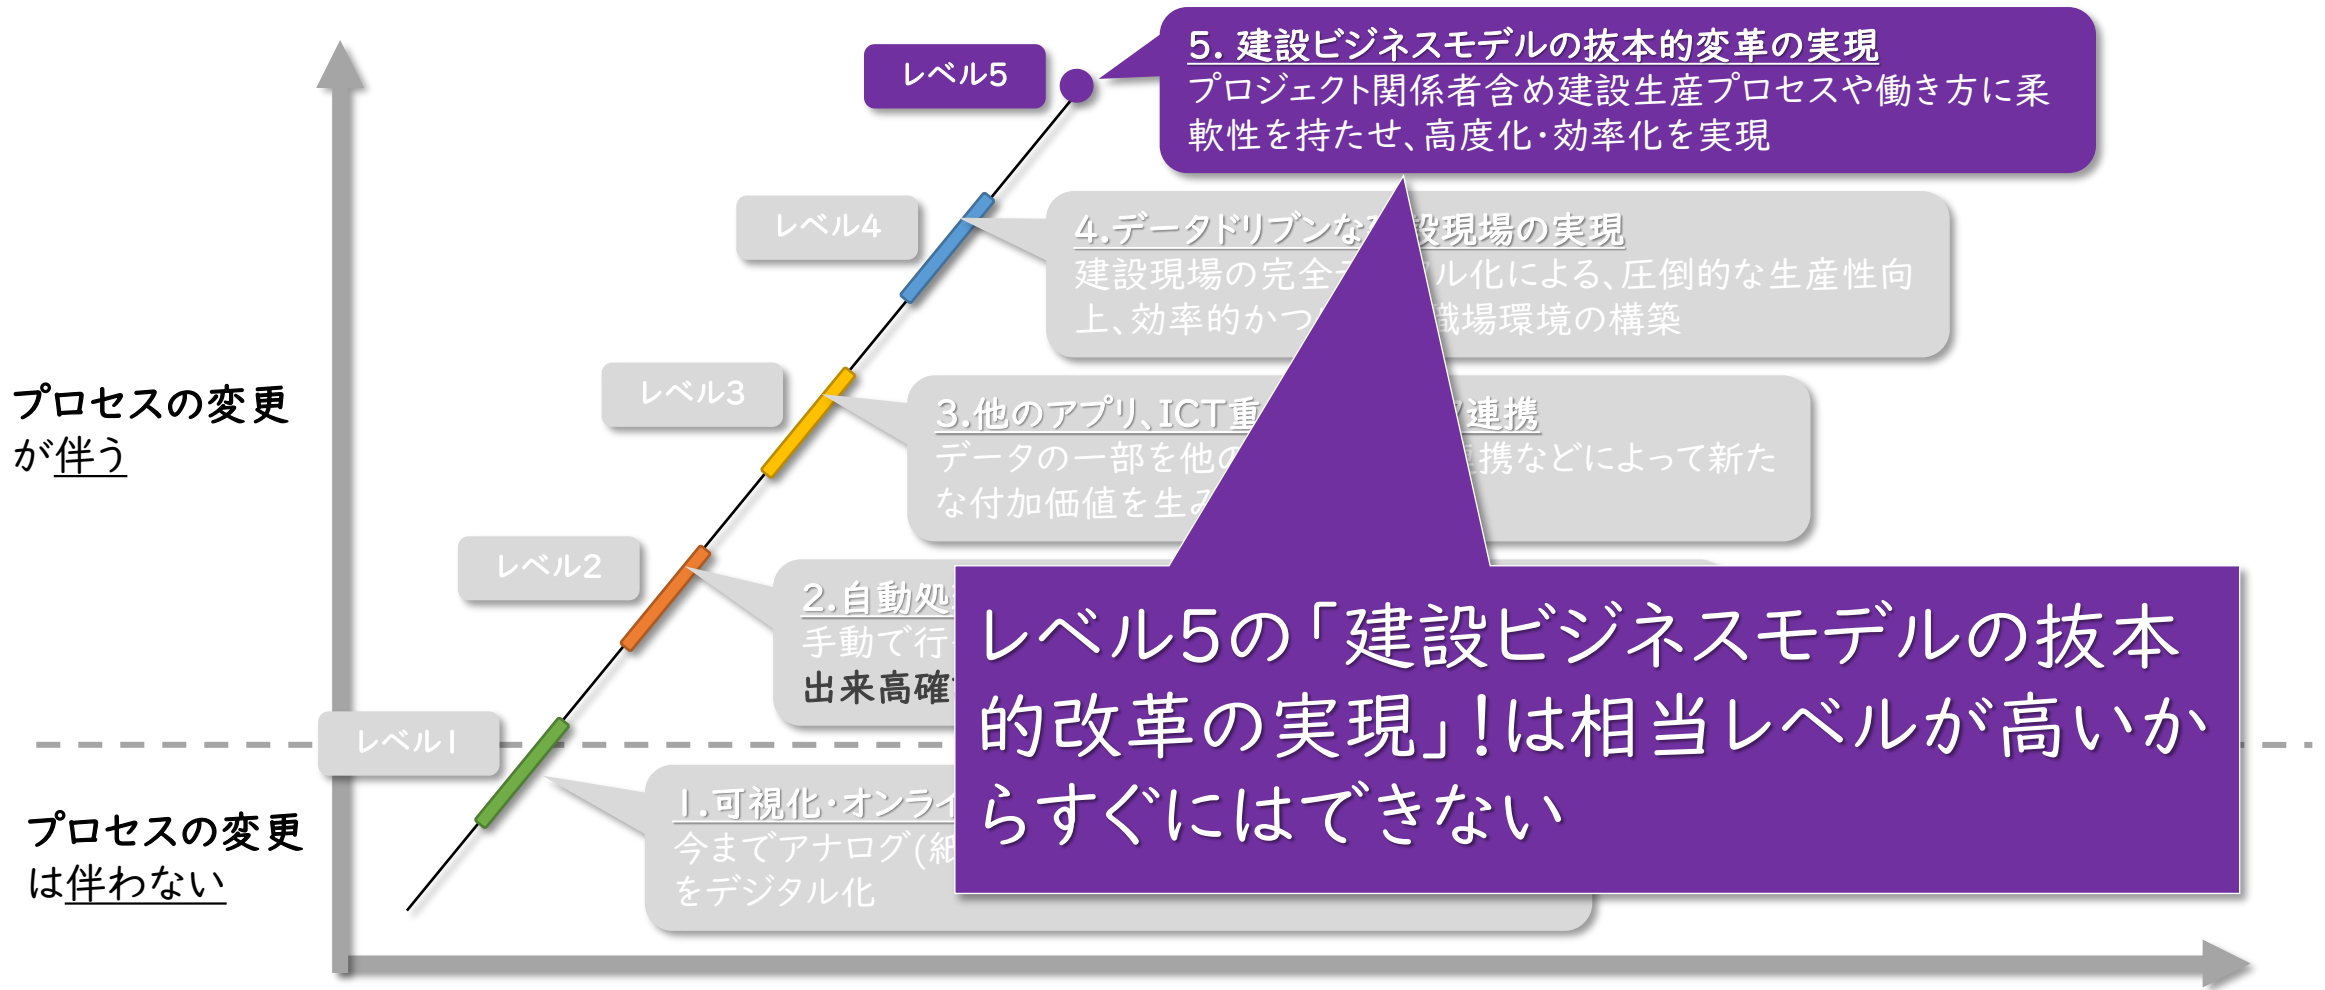 レベル5
5. 建設ビジネスモデルの抜本的変革の実現
プロジェクト関係者含め建設生産プロセスや働き方に柔
軟性を持たせ、高度化・効率化を実現
レベル4
4.データドリブンな 設現場の実現
建設現場の完全デ ル化による、圧倒的な生産性向
上、効率的かつ 職場環境の構築
レベル3
3.他のアプリ、ICT重 連携
データの一部を他の 連携などによって新た
な付加価値を生み
プロセスの変更
が伴う
レベル2
2.自動処
手動で行
出来高確
レベル5の「建設ビジネスモデルの抜本
的改革の実現」!は相当レベルが高いか
らすぐにはできない
レベル1
1.可視化・オンライ
今までアナログ(紙
をデジタル化
プロセスの変更
は伴わない